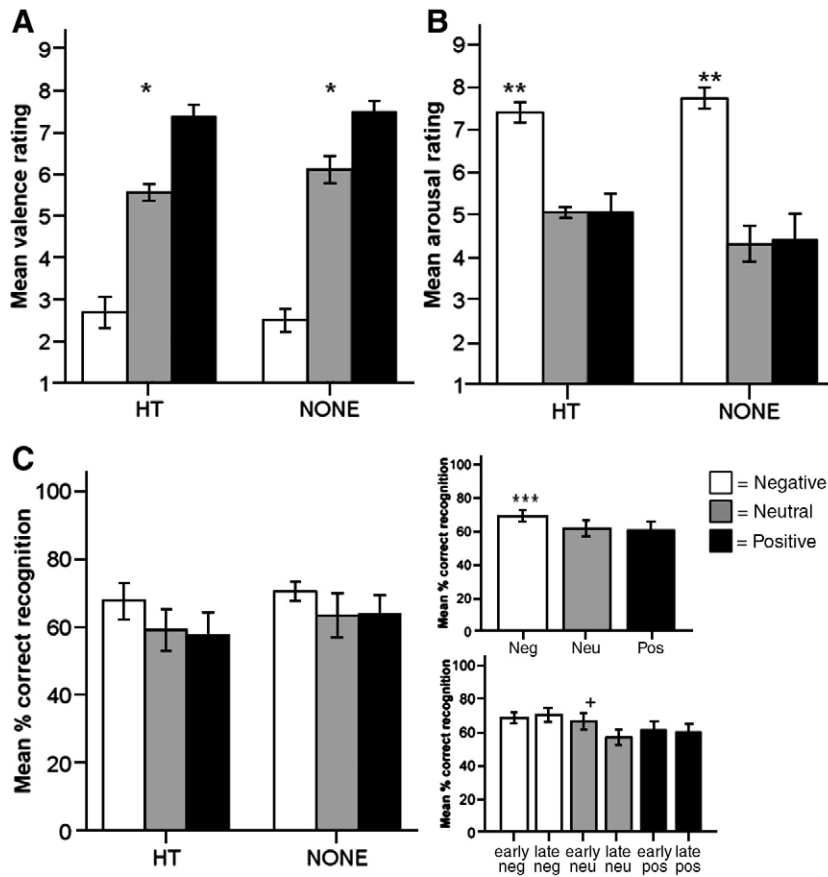 A
Mean valence rating
9
8
7
6
5
4
3
2
1
*
*
HT
NONE
B
Mean arousal rating
9
8
7
6
5
4
3
2
1
**
**
HT
NONE
C
Mean % correct recognition
100
80
60
40
20
0
HT
NONE
Mean % correct recognition
100
80
60
40
20
0
***
Neg
Neu
Pos
= Negative
= Neutral
= Positive
Mean % correct recognition
100
80
60
40
20
0
+
early neg
late neg
early neu
late neu
early pos
late pos